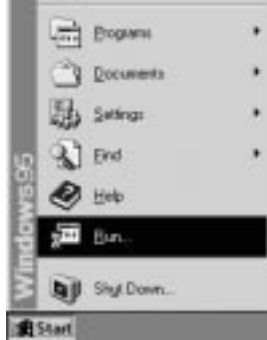 Programs
Documents
Settings
Find
Help
Run...
Shut Down...
Windows95
Start